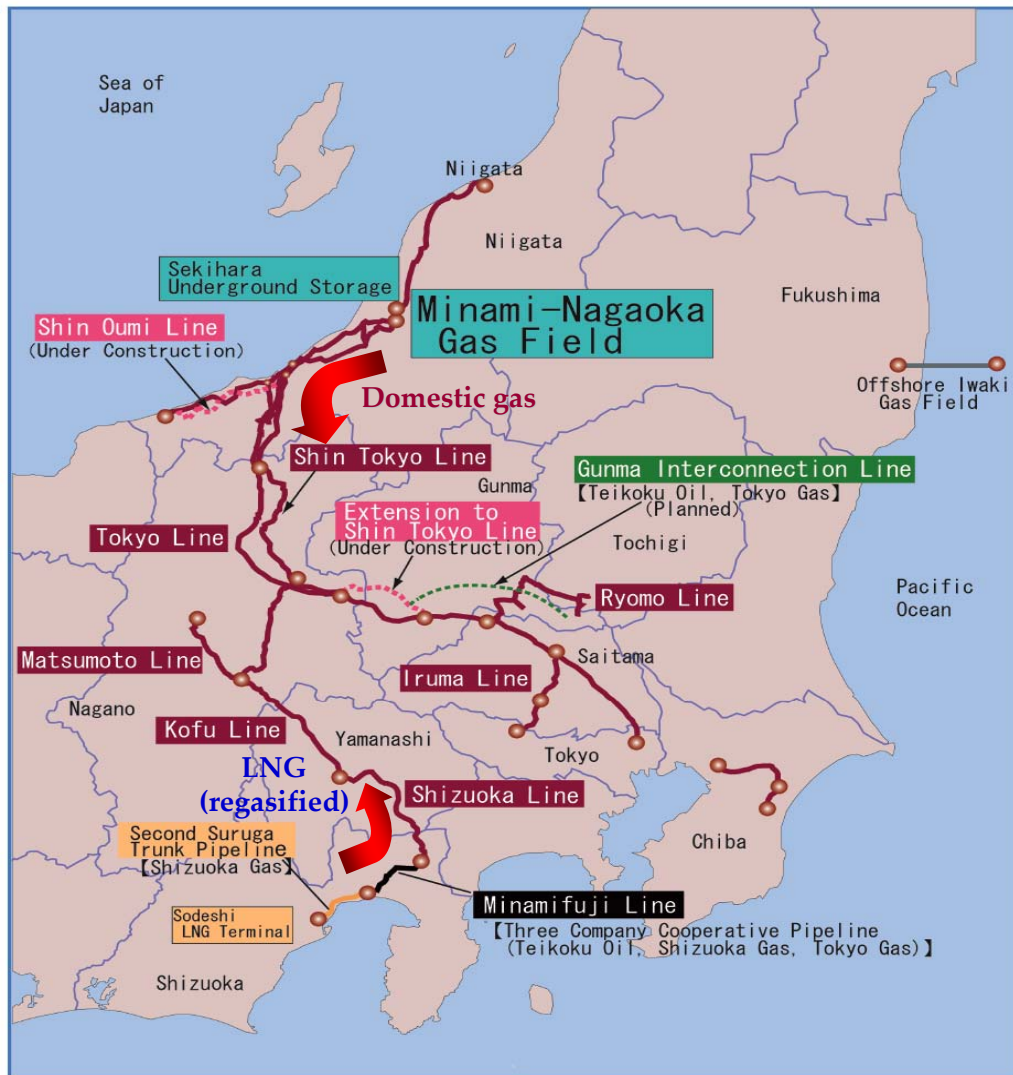 Sea of
Japan
Niigata
Niigata
Sekihara
Underground Storage
Fukushima
Minami-Nagaoka
Gas Field
Shin Oumi Line
(Under Construction)
Offshore Iwaki
Gas Field
Domestic gas
Shin Tokyo Line
Gunma Interconnection Line
【Teikoku Oil, Tokyo Gas】
(Planned)
Gunma
Extension to
Shin Tokyo Line
(Under Construction)
Tokyo Line
Tochigi
Pacific
Ocean
Ryomo Line
Matsumoto Line
Saitama
Iruma Line
Nagano
Kofu Line
Yamanashi
Tokyo
LNG
(regasified)
Shizuoka Line
Second Suruga
Trunk Pipeline
【Shizuoka Gas】
Chiba
Sodeshi
LNG Terminal
Minamifuji Line
【Three Company Cooperative Pipeline
(Teikoku Oil, Shizuoka Gas, Tokyo Gas)】
Shizuoka